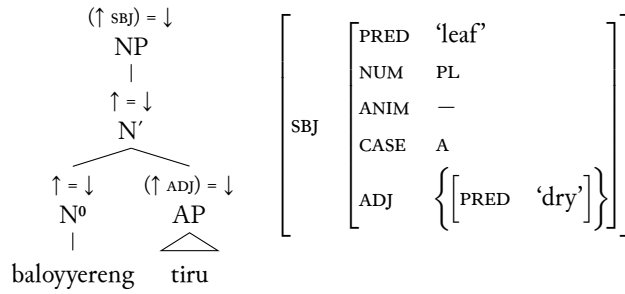 (↑ SBJ) = ↓
NP
↑ = ↓
N′
↑ = ↓ (↑ ADJ) = ↓
N⁰ AP
baloyyereng tiru
SBJ
PRED ‘leaf’
NUM PL
ANIM —
CASE A
ADJ {[PRED ‘dry’]}